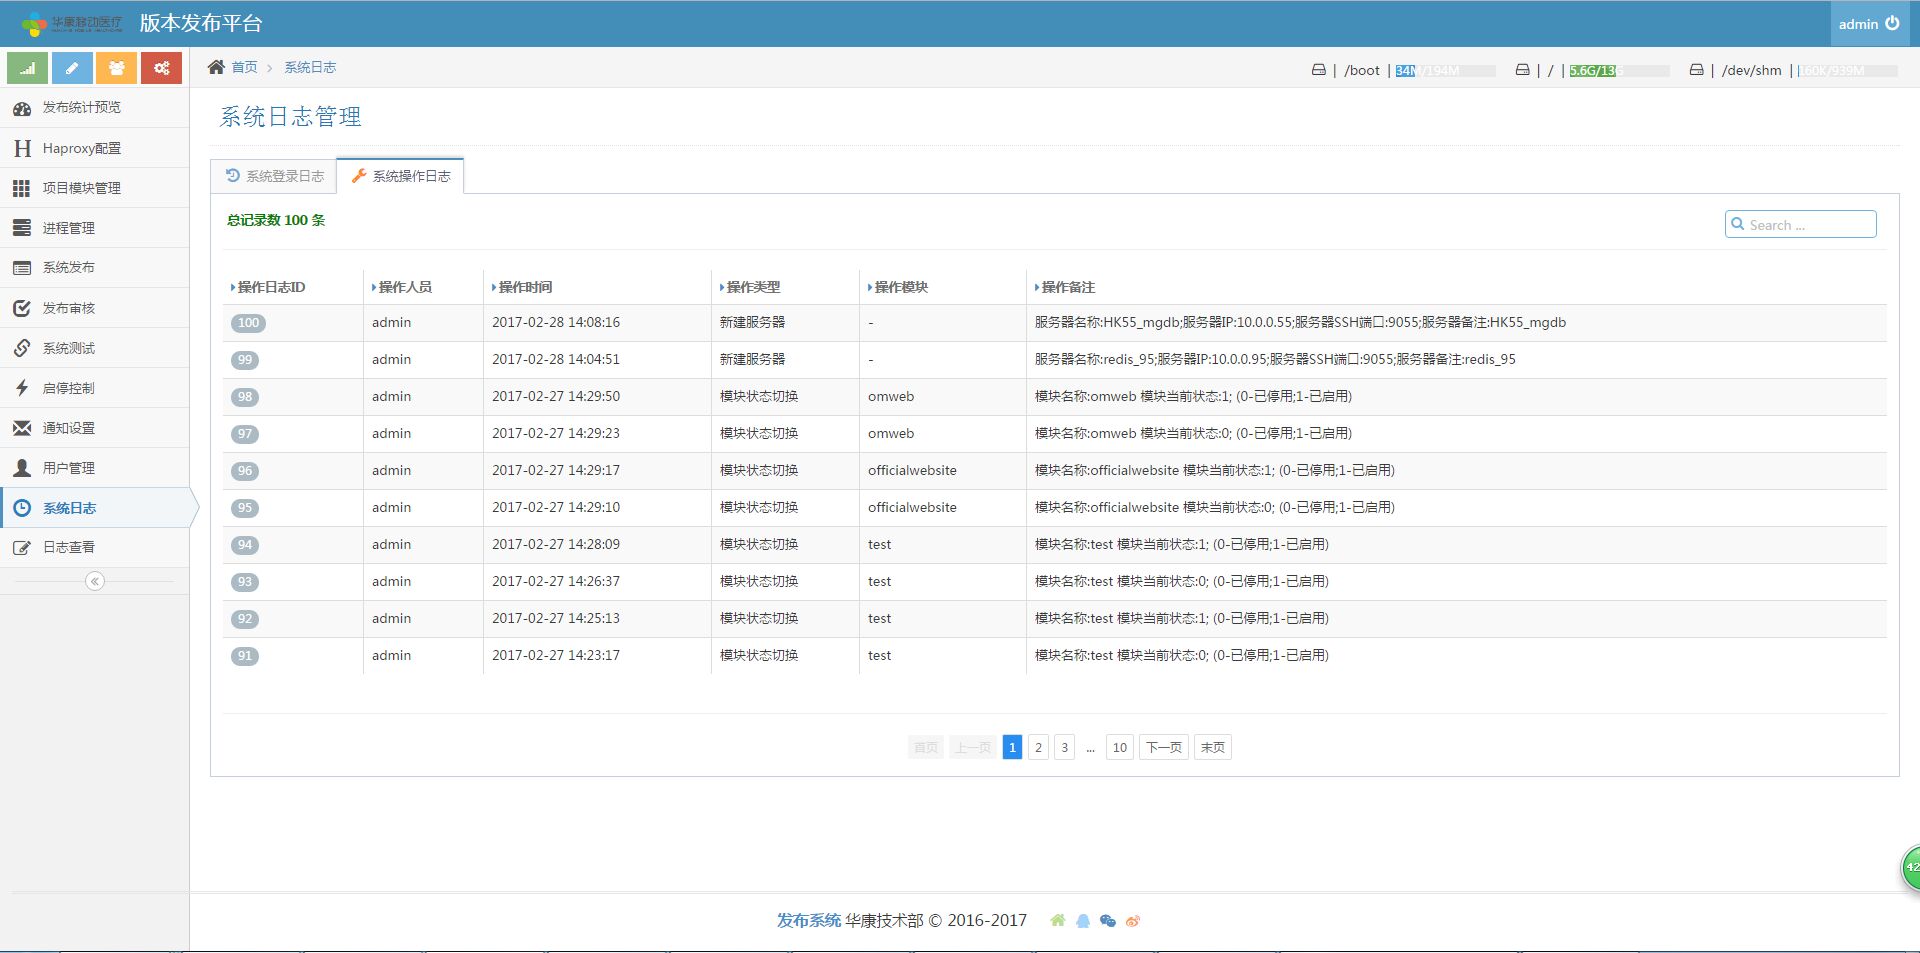 华康移动医疗 版本发布平台 admin
首页 > 系统日志 | /boot | 34M/194M | / | 5.6G/13G | /dev/shm | 160K/939M
发布统计预览
Haproxy配置
项目模块管理
进程管理
系统发布
发布审核
系统测试
启停控制
通知设置
用户管理
系统日志
日志查看
系统日志管理
系统登录日志 系统操作日志
总记录数 100 条 Search ...
操作日志ID 操作人员 操作时间 操作类型 操作模块 操作备注
100 admin 2017-02-28 14:08:16 新建服务器 - 服务器名称:HK55_mgdb;服务器IP:10.0.0.55;服务器SSH端口:9055;服务器备注:HK55_mgdb
99 admin 2017-02-28 14:04:51 新建服务器 - 服务器名称:redis_95;服务器IP:10.0.0.95;服务器SSH端口:9055;服务器备注:redis_95
98 admin 2017-02-27 14:29:50 模块状态切换 omweb 模块名称:omweb 模块当前状态:1; (0-已停用;1-已启用)
97 admin 2017-02-27 14:29:23 模块状态切换 omweb 模块名称:omweb 模块当前状态:0; (0-已停用;1-已启用)
96 admin 2017-02-27 14:29:17 模块状态切换 officialwebsite 模块名称:officialwebsite 模块当前状态:1; (0-已停用;1-已启用)
95 admin 2017-02-27 14:29:10 模块状态切换 officialwebsite 模块名称:officialwebsite 模块当前状态:0; (0-已停用;1-已启用)
94 admin 2017-02-27 14:28:09 模块状态切换 test 模块名称:test 模块当前状态:1; (0-已停用;1-已启用)
93 admin 2017-02-27 14:26:37 模块状态切换 test 模块名称:test 模块当前状态:0; (0-已停用;1-已启用)
92 admin 2017-02-27 14:25:13 模块状态切换 test 模块名称:test 模块当前状态:1; (0-已停用;1-已启用)
91 admin 2017-02-27 14:23:17 模块状态切换 test 模块名称:test 模块当前状态:0; (0-已停用;1-已启用)
首页 上一页 1 2 3 ... 10 下一页 末页
42
发布系统 华康技术部 © 2016-2017